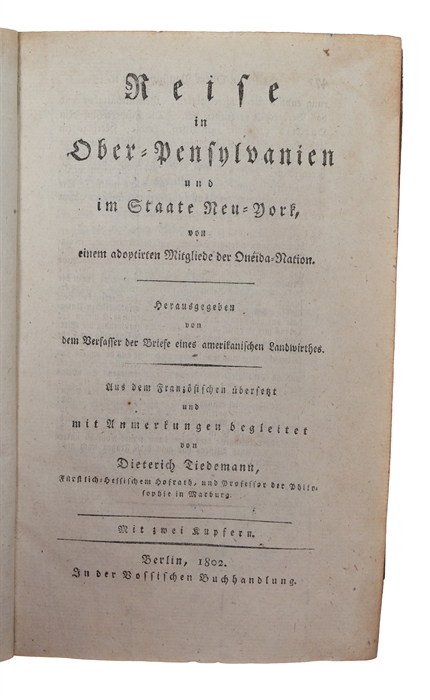 Reise
in
Ober-Pensylvanien
und
im Staate Neu-York,
von
einem adoptirten Mitgliede der Onéida-Nation.
Herausgegeben
von
dem Verfasser der Briefe eines amerikanischen Landwirthes.
Aus dem Französischen übersetzt
und
mit Anmerkungen begleitet
von
Dieterich Tiedemann,
Fürstlich-Hessischem Hofrath, und Professor der Philo-
sophie in Marburg.
Mit zwei Kupfern.
Berlin, 1802.
In der Vossischen Buchhandlung.